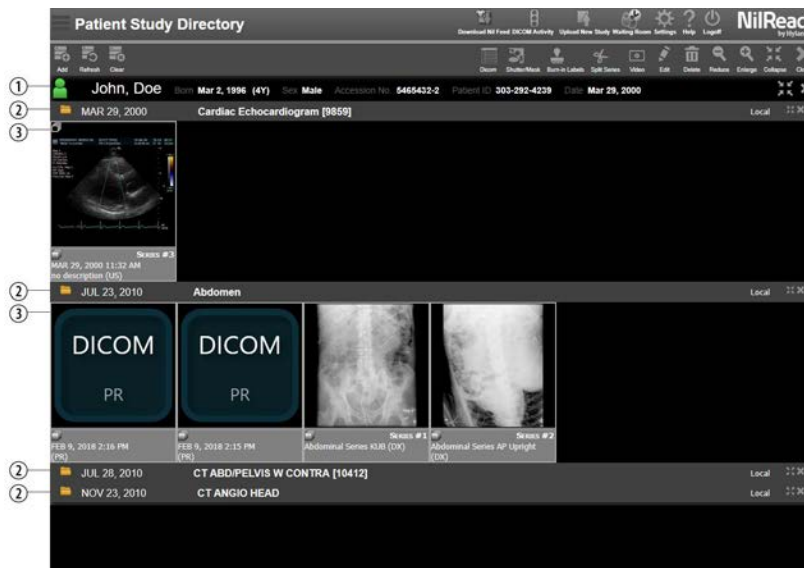 Patient Study Directory
Download Nil Feed DICOM Activity Upload New Study Waiting Room Settings Help Logoff
NilRead
by Hyland
Add Refresh Clear
Dicom Shutter/Mask Burn-in Labels Split Series Video Edit Delete Reduce Enlarge Collapse
1 John, Doe Born Mar 2, 1996 (4Y) Sex Male Accession No. 5465432-2 Patient ID 303-292-4239 Date Mar 29, 2000
2 MAR 29, 2000 Cardiac Echocardiogram [9859] Local
3
SERIES #3
MAR 29, 2000 11:32 AM
no description (US)
2 JUL 23, 2010 Abdomen Local
3
DICOM DICOM
PR PR
SERIES #1 SERIES #2
FEB 9, 2018 2:16 PM FEB 9, 2018 2:15 PM Abdominal Series KUB (DX) Abdominal Series AP Upright
(PR) (PR) (DX)
2 JUL 28, 2010 CT ABD/PELVIS W CONTRA [10412] Local
2 NOV 23, 2010 CT ANGIO HEAD Local